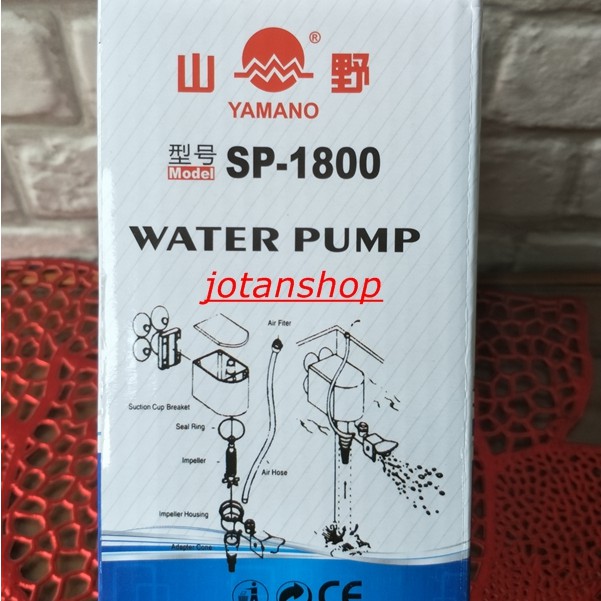 山 ® 野
YAMANO
型号 Model SP-1800
WATER PUMP
jotanshop
Air Fiter
Suction Cup Breaket
Seal Ring
Impeller
Air Hose
Impeller Housing
Adapter Cone
CE